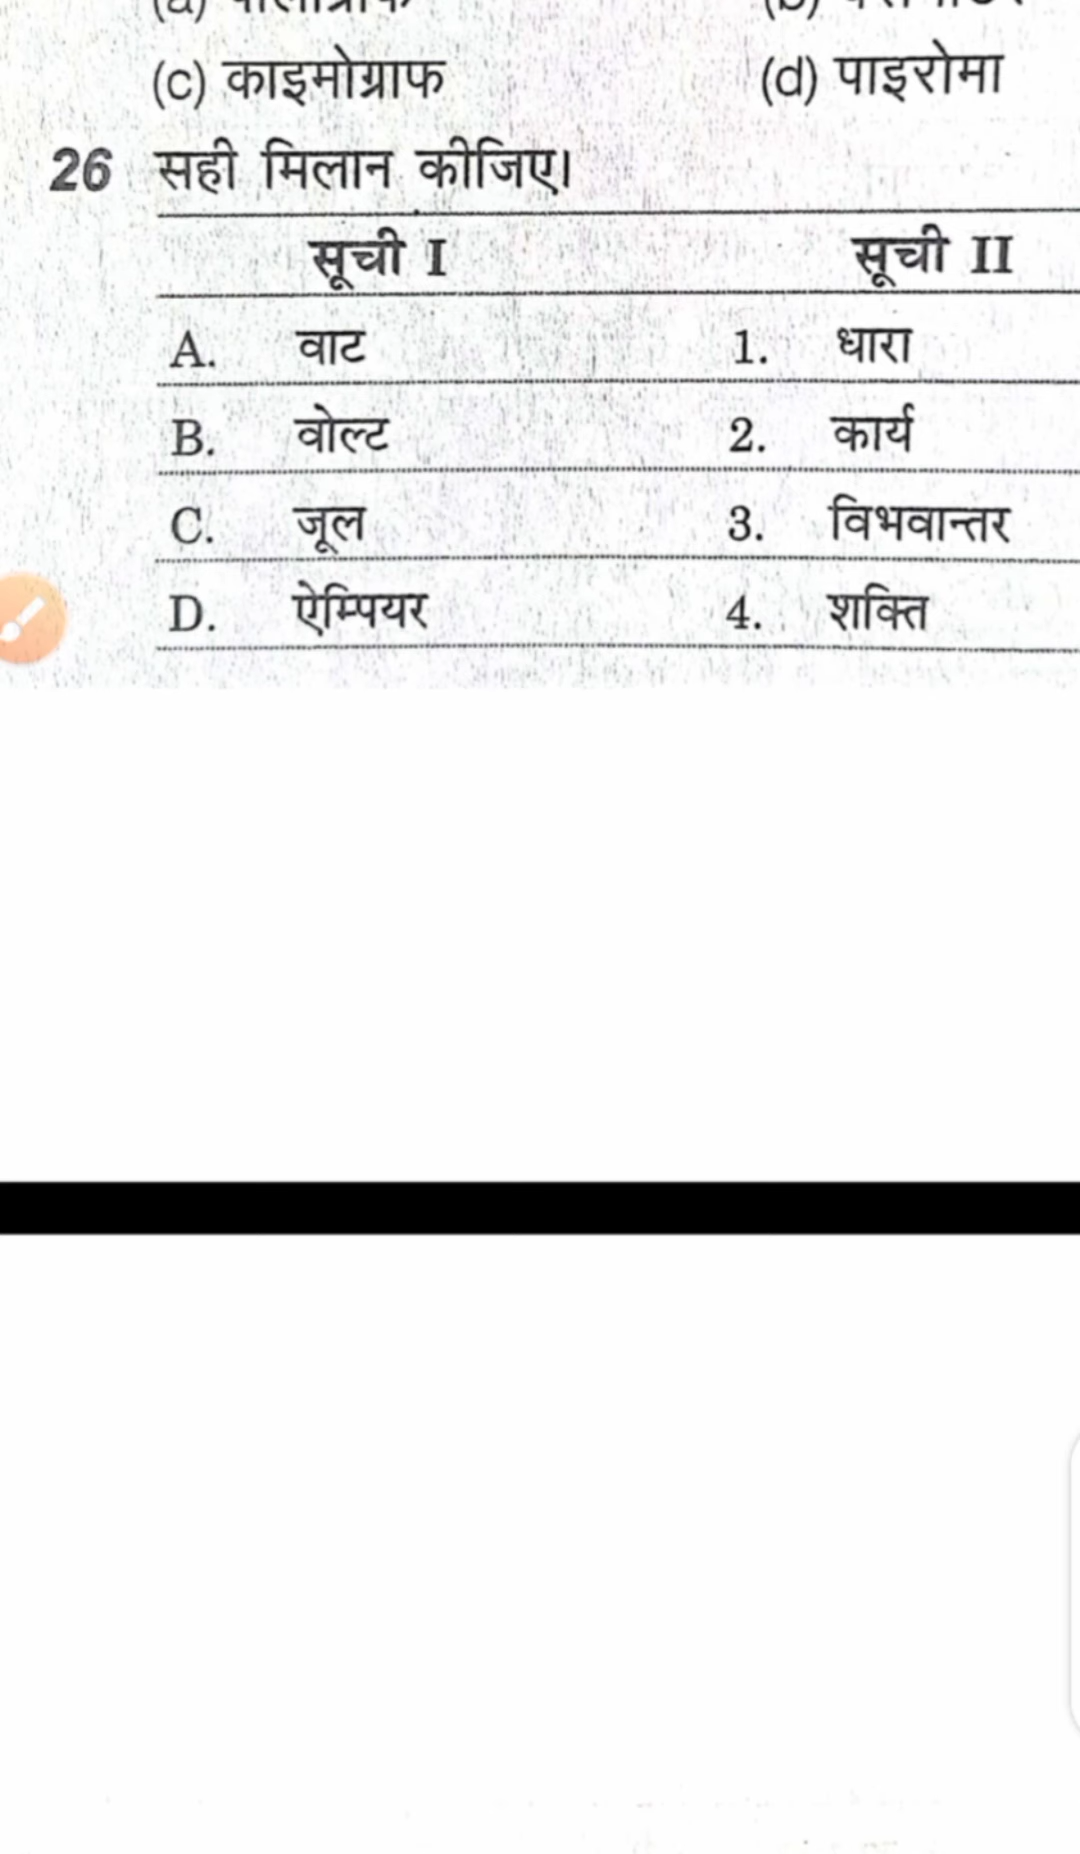 (c) काइमोग्राफ (d) पाइरोमा
26 सही मिलान कीजिए।
सूची I सूची II
A. वाट 1. धारा
B. वोल्ट 2. कार्य
C. जूल 3. विभवान्तर
D. ऐम्पियर 4. शक्ति